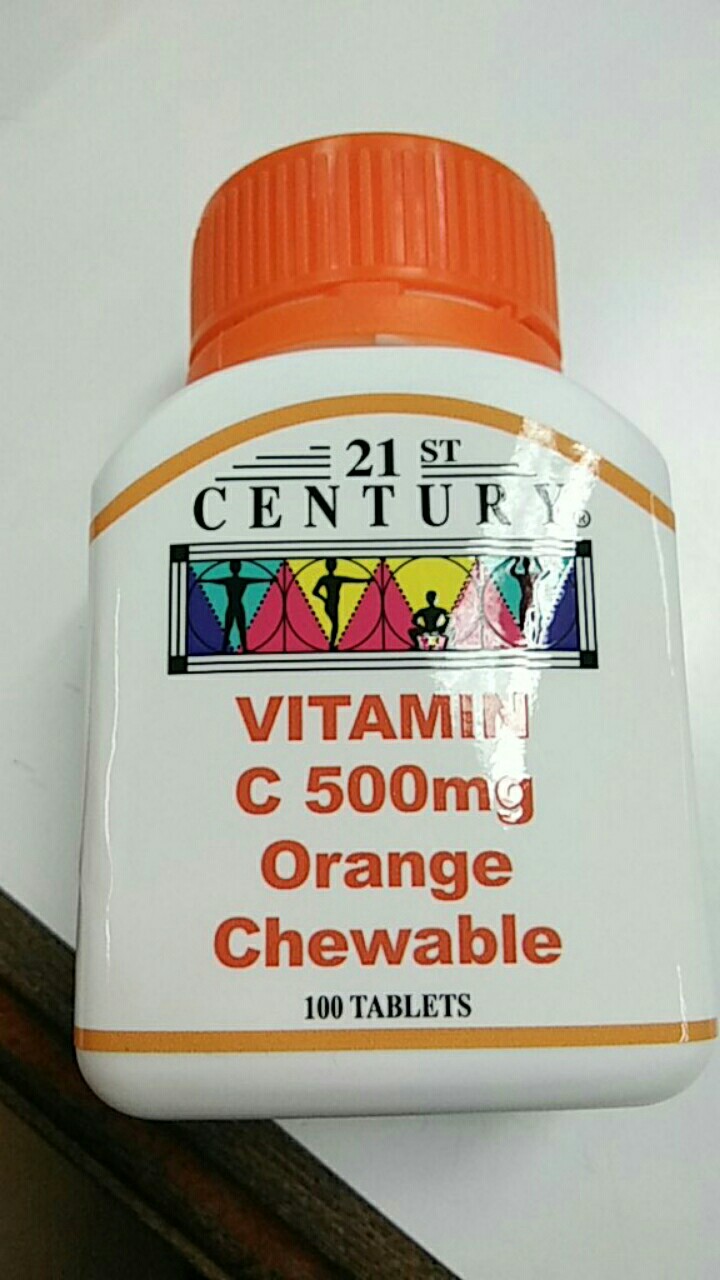 21 ST
CENTURY®
VITAMIN
C 500mg
Orange
Chewable
100 TABLETS